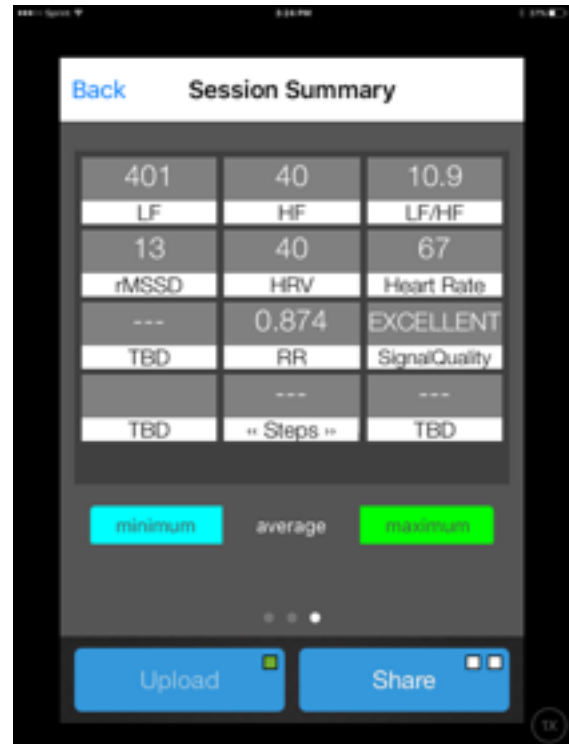 Back Session Summary
401 40 10.9
LF HF LF/HF
13 40 67
rMSSD HRV Heart Rate
--- 0.874 EXCELLENT
TBD RR SignalQuality
--- ---
TBD « Steps » TBD
minimum average maximum
Upload Share
1X